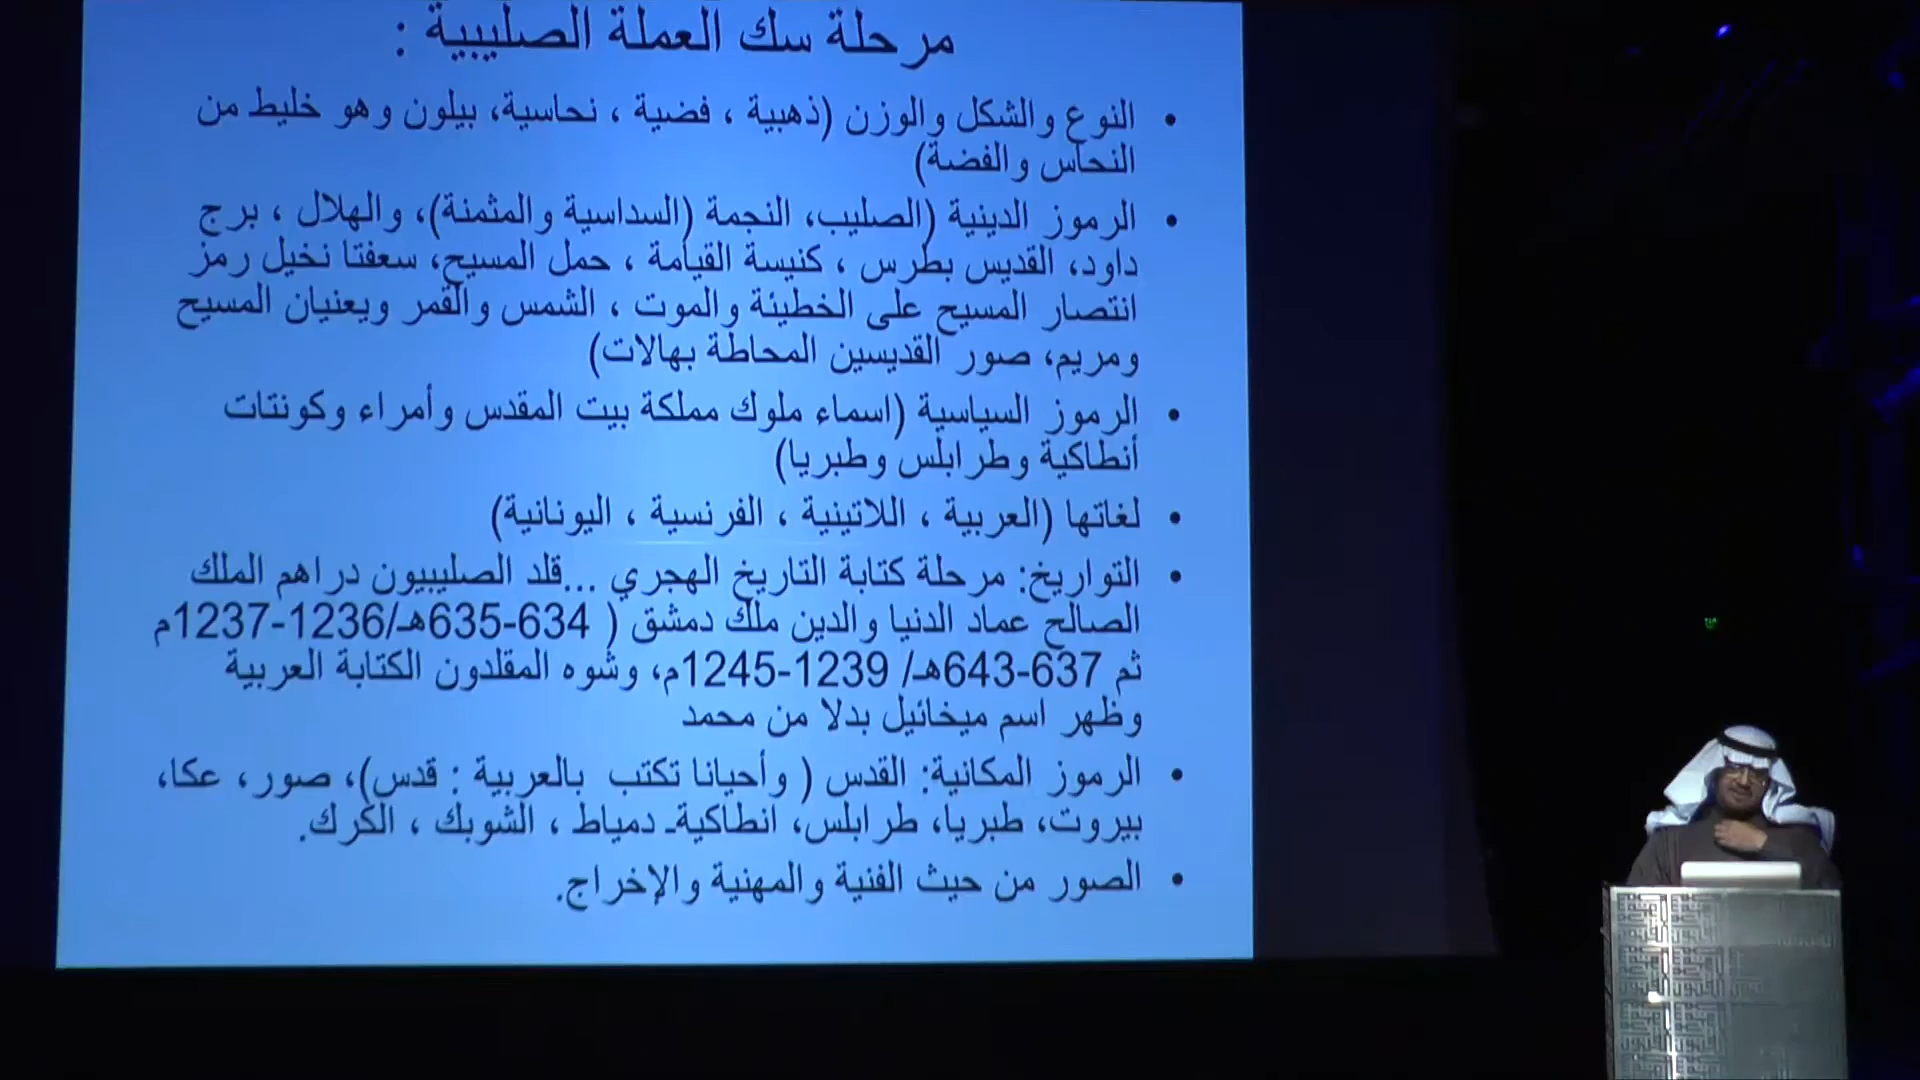 مرحلة سك العملة الصليبية :
• النوع والشكل والوزن (ذهبية ، فضية ، نحاسية، بيلون وهو خليط من
النحاس والفضة)
• الرموز الدينية (الصليب، النجمة (السداسية والمثمنة)، والهلال ، برج
داود، القديس بطرس ، كنيسة القيامة ، حمل المسيح، سعفتا نخيل رمز
انتصار المسيح على الخطيئة والموت ، الشمس والقمر ويعنيان المسيح
ومريم، صور القديسين المحاطة بهالات)
• الرموز السياسية (اسماء ملوك مملكة بيت المقدس وأمراء وكونتات
أنطاكية وطرابلس وطبريا)
• لغاتها (العربية ، اللاتينية ، الفرنسية ، اليونانية)
• التواريخ: مرحلة كتابة التاريخ الهجري ...قلد الصليبيون دراهم الملك
الصالح عماد الدنيا والدين ملك دمشق ( 634-635هـ/1236-1237م
ثم 637-643هـ/ 1239-1245م، وشوه المقلدون الكتابة العربية
وظهر اسم ميخائيل بدلا من محمد
• الرموز المكانية: القدس ( وأحيانا تكتب بالعربية : قدس)، صور، عكا،
بيروت، طبريا، طرابلس، انطاكيةـ دمياط ، الشوبك ، الكرك.
• الصور من حيث الفنية والمهنية والإخراج.